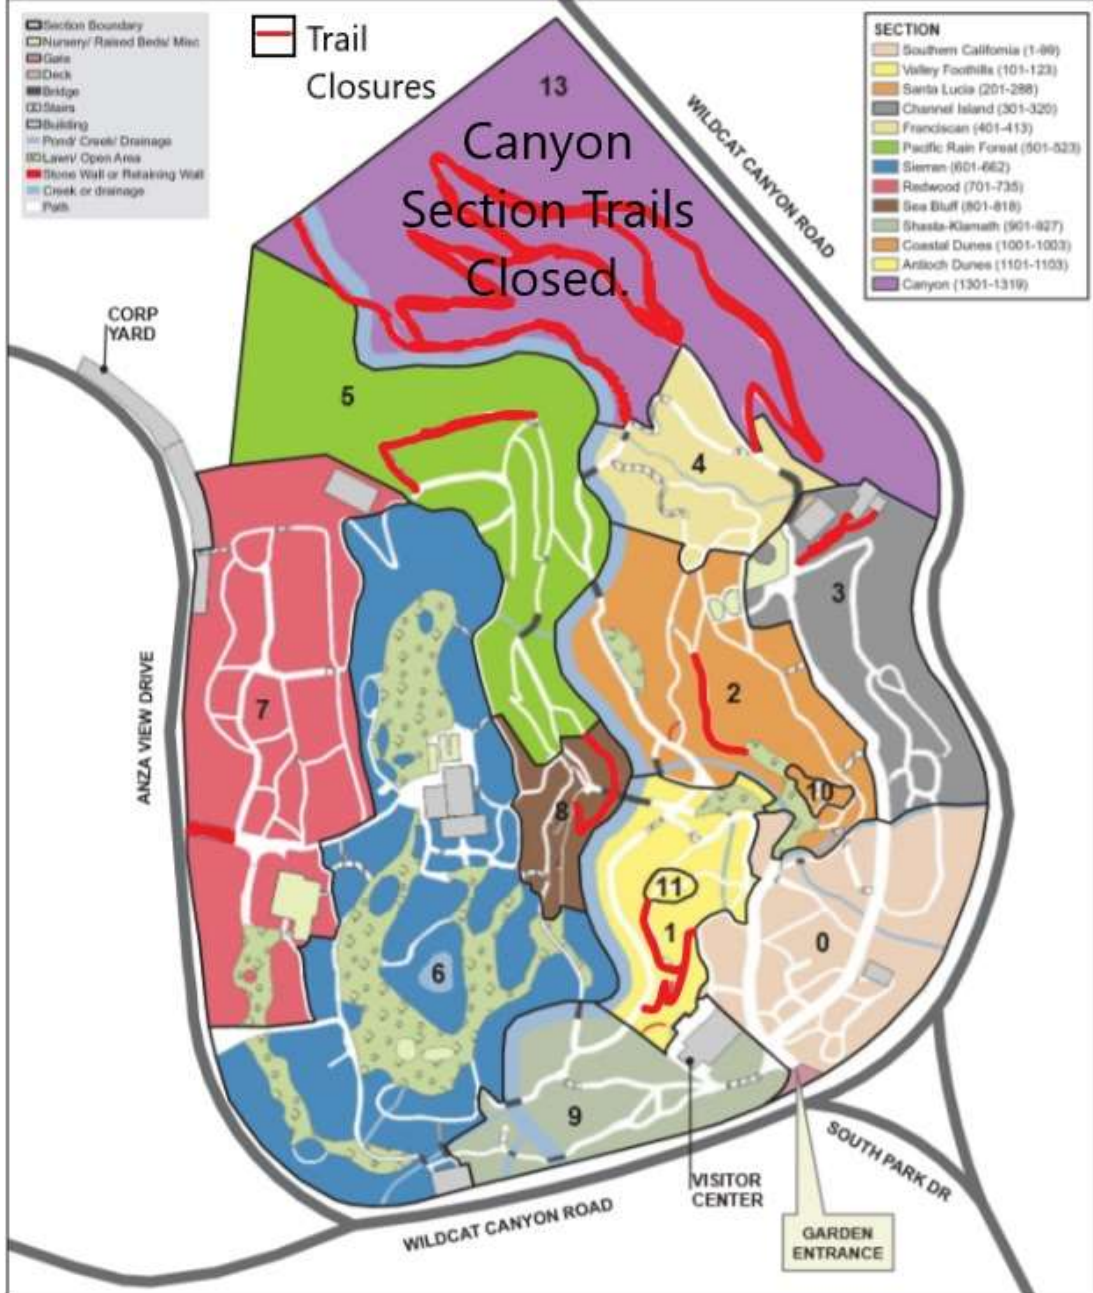 Section Boundary
Nursery/ Raised Beds/ Misc
Gate
Deck
Bridge
Stairs
Building
Pond/ Creek/ Drainage
Lawn/ Open Area
Stone Wall or Retaining Wall
Creek or drainage
Path
Trail
Closures
SECTION
Southern California (1-99)
Valley Foothills (101-123)
Santa Lucia (201-288)
Channel Island (301-320)
Franciscan (401-413)
Pacific Rain Forest (501-523)
Sierran (601-662)
Redwood (701-735)
Sea Bluff (801-818)
Shasta-Klamath (901-927)
Coastal Dunes (1001-1003)
Antioch Dunes (1101-1103)
Canyon (1301-1319)
13
Canyon
Section Trails
Closed.
WILDCAT CANYON ROAD
CORP
YARD
5
4
3
ANZA VIEW DRIVE
7
2
10
8
11
1
0
6
9
VISITOR
CENTER
SOUTH PARK DR
WILDCAT CANYON ROAD
GARDEN
ENTRANCE